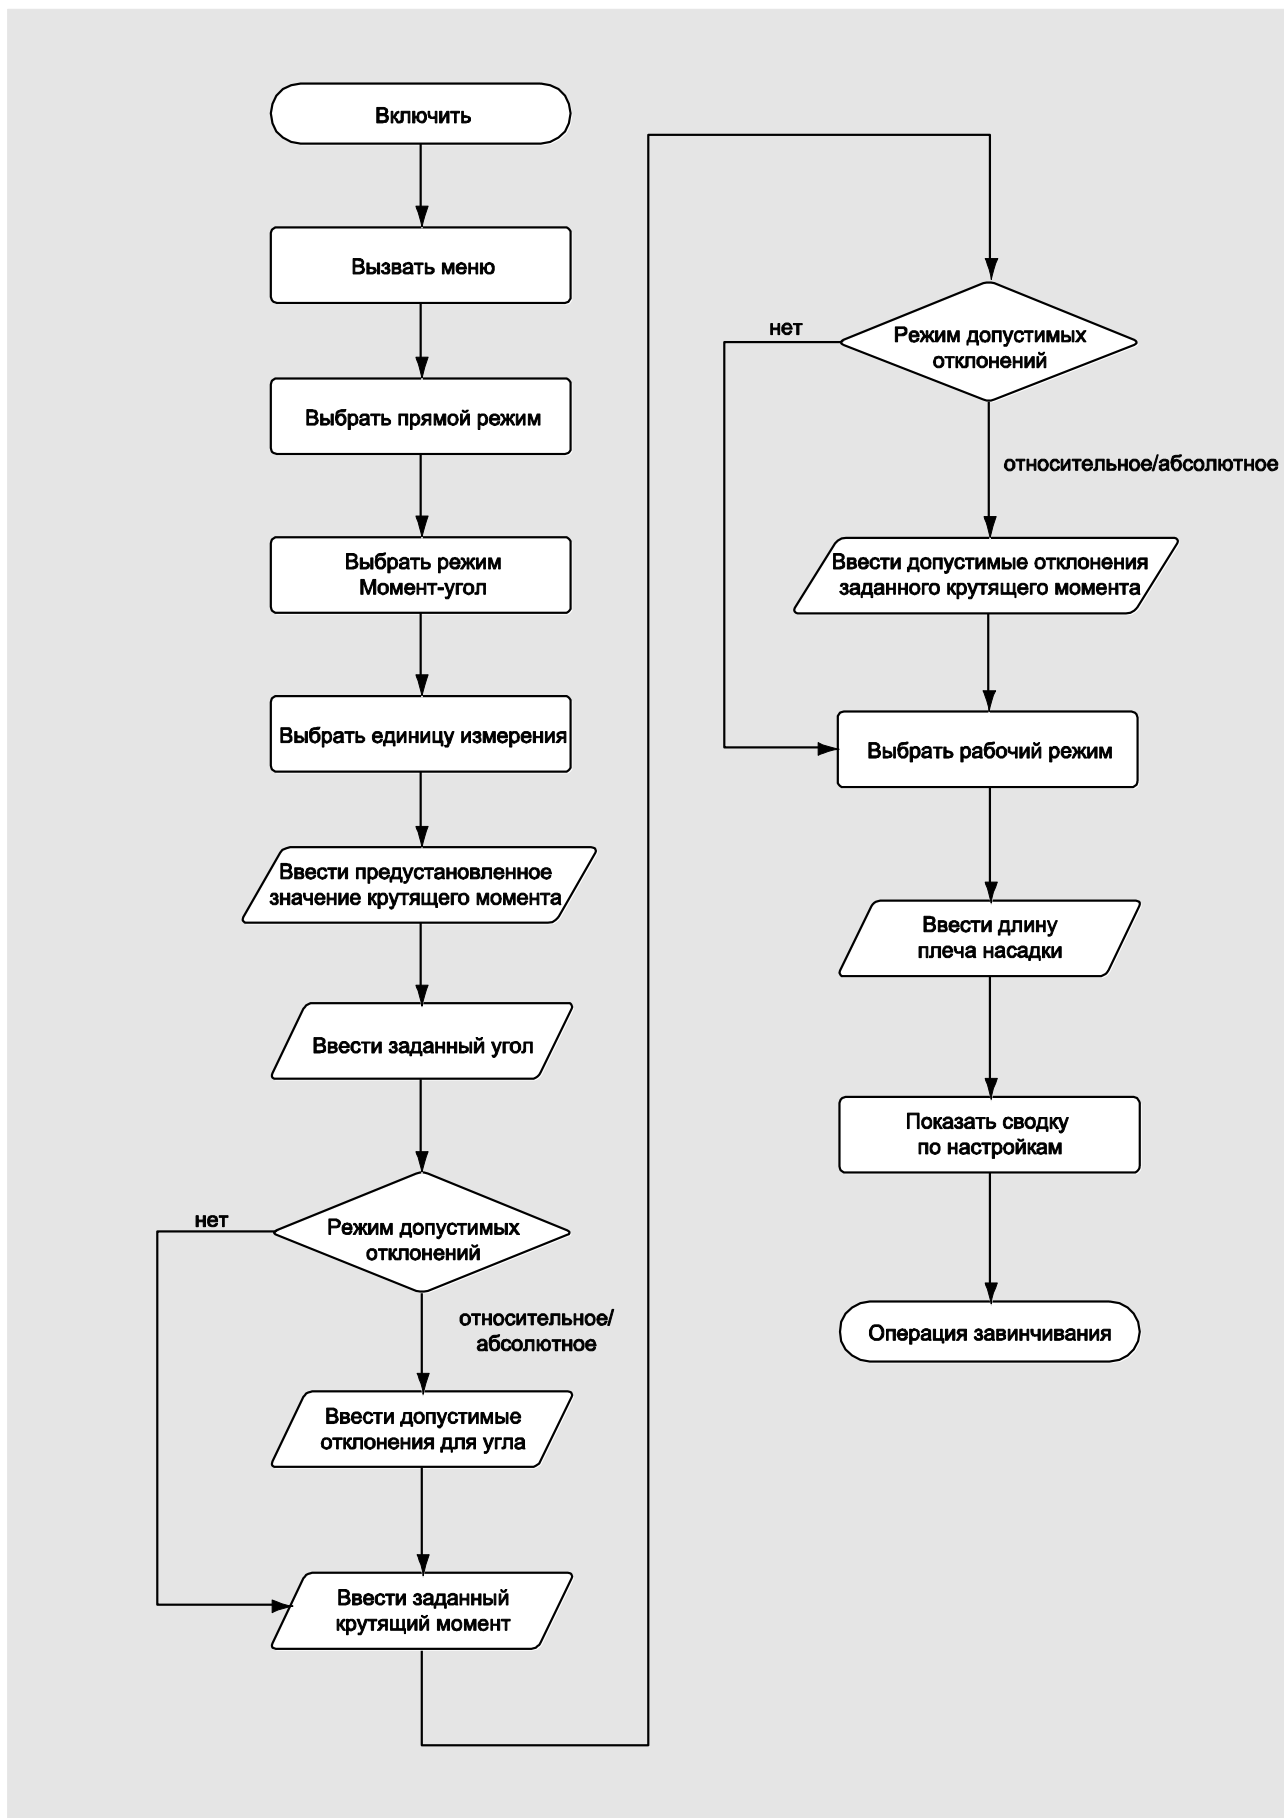 Включить
Вызвать меню
Выбрать прямой режим
Выбрать режим
Момент-угол
Выбрать единицу измерения
Ввести предустановленное
значение крутящего момента
Ввести заданный угол
Режим допустимых
отклонений
нет
относительное/
абсолютное
Ввести допустимые
отклонения для угла
Ввести заданный
крутящий момент
Режим допустимых
отклонений
нет
относительное/абсолютное
Ввести допустимые отклонения
заданного крутящего момента
Выбрать рабочий режим
Ввести длину
плеча насадки
Показать сводку
по настройкам
Операция завинчивания